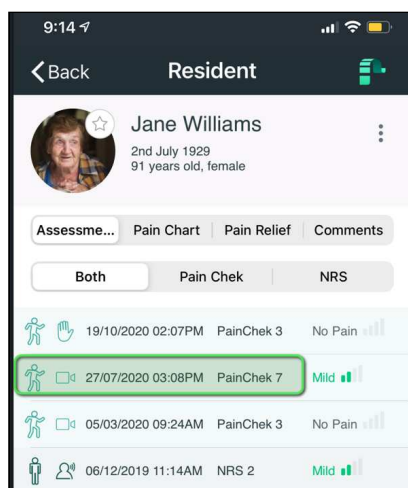 9:14
Back Resident
Jane Williams
2nd July 1929
91 years old, female
Assessme... Pain Chart Pain Relief Comments
Both Pain Chek NRS
19/10/2020 02:07PM PainChek 3 No Pain
27/07/2020 03:08PM PainChek 7 Mild
05/03/2020 09:24AM PainChek 3 No Pain
06/12/2019 11:14AM NRS 2 Mild